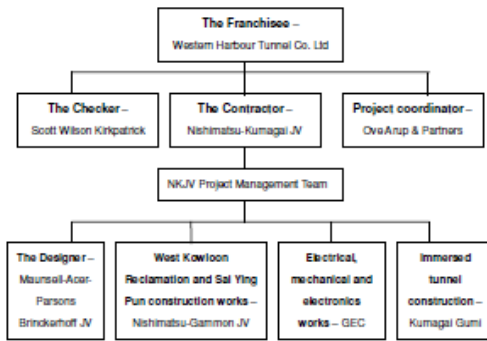 The Franchisee –
Western Harbour Tunnel Co. Ltd
The Checker –
Scott Wilson Kirkpatrick
The Contractor –
Nishimatsu-Kumagai JV
Project coordinator –
Ove Arup & Partners
NKJV Project Management Team
The Designer –
Maunsell-Acer-
Parsons
Brinckerhoff JV
West Kowloon
Reclamation and Sai Ying
Pun construction works –
Nishimatsu-Gammon JV
Electrical,
mechanical and
electronics
works – GEC
Immersed
tunnel
construction –
Kumagai Gumi